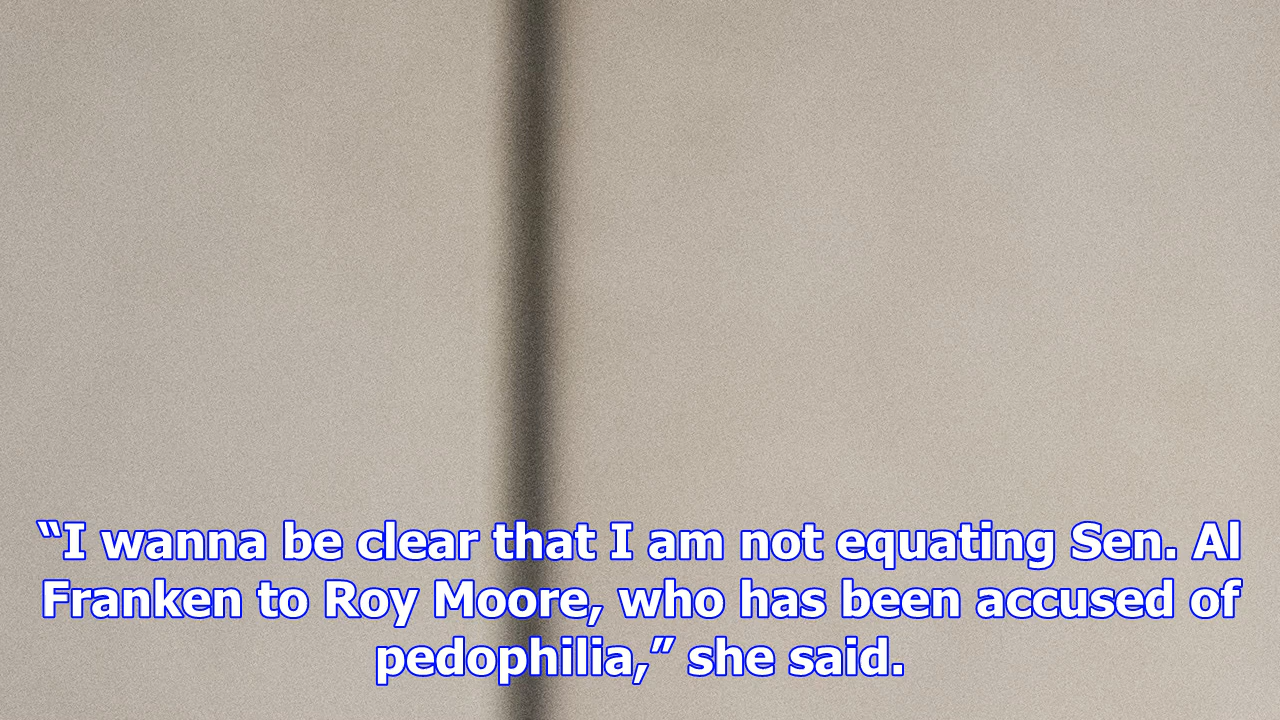 “I wanna be clear that I am not equating Sen. Al
Franken to Roy Moore, who has been accused of
pedophilia,” she said.